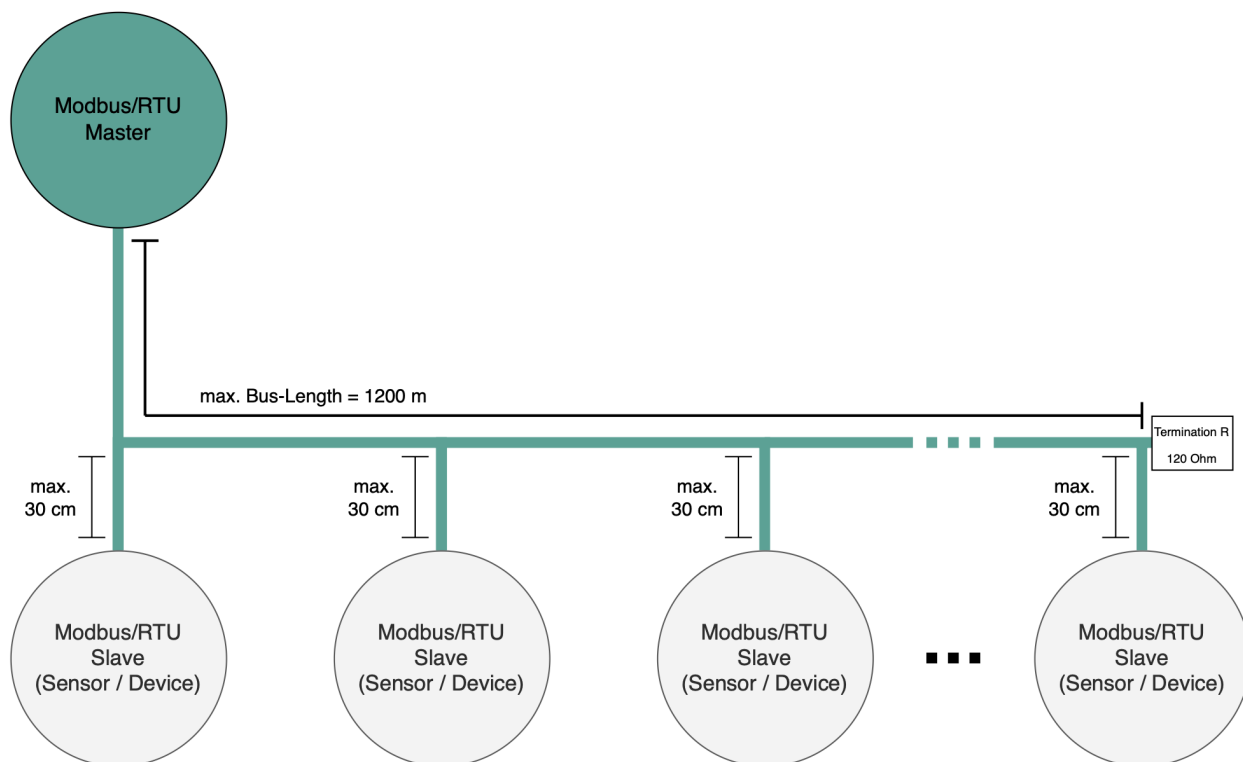 Modbus/RTU
Master
max. Bus-Length = 1200 m
Termination R
120 Ohm
max.
30 cm
max.
30 cm
max.
30 cm
max.
30 cm
Modbus/RTU
Slave
(Sensor / Device)
Modbus/RTU
Slave
(Sensor / Device)
Modbus/RTU
Slave
(Sensor / Device)
Modbus/RTU
Slave
(Sensor / Device)